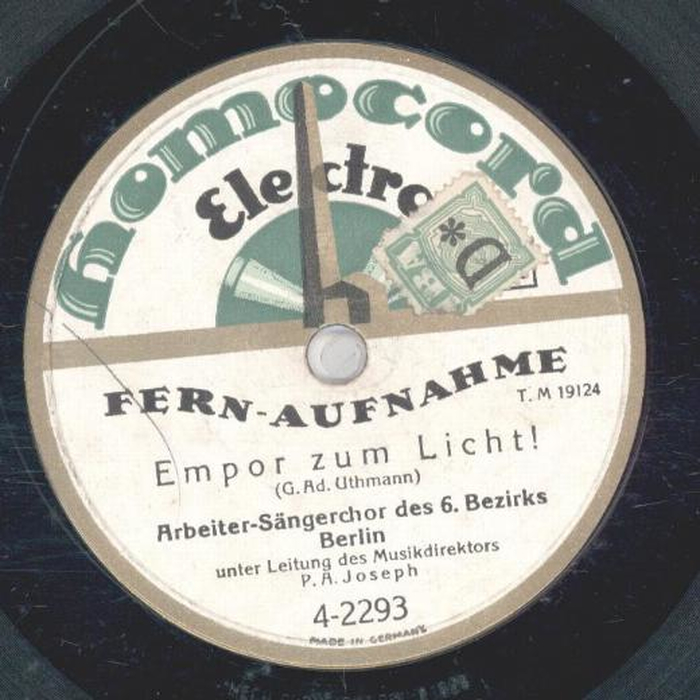 Homocord
Electro
D*
FERN-AUFNAHME
T. M 19124
Empor zum Licht!
(G. Ad. Uthmann)
Arbeiter-Sängerchor des 6. Bezirks
Berlin
unter Leitung des Musikdirektors
P. A. Joseph
4-2293
MADE IN GERMANY